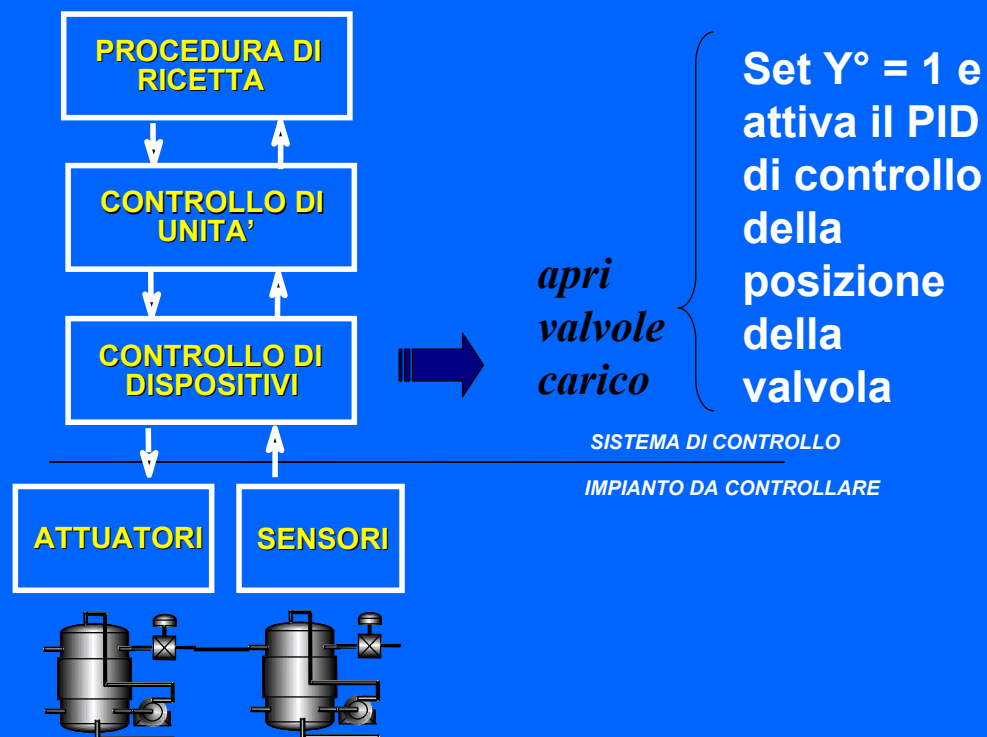 PROCEDURA DI
RICETTA
CONTROLLO DI
UNITA’
CONTROLLO DI
DISPOSITIVI
apri
valvole
carico
Set Y° = 1 e
attiva il PID
di controllo
della
posizione
della
valvola
SISTEMA DI CONTROLLO
IMPIANTO DA CONTROLLARE
ATTUATORI
SENSORI